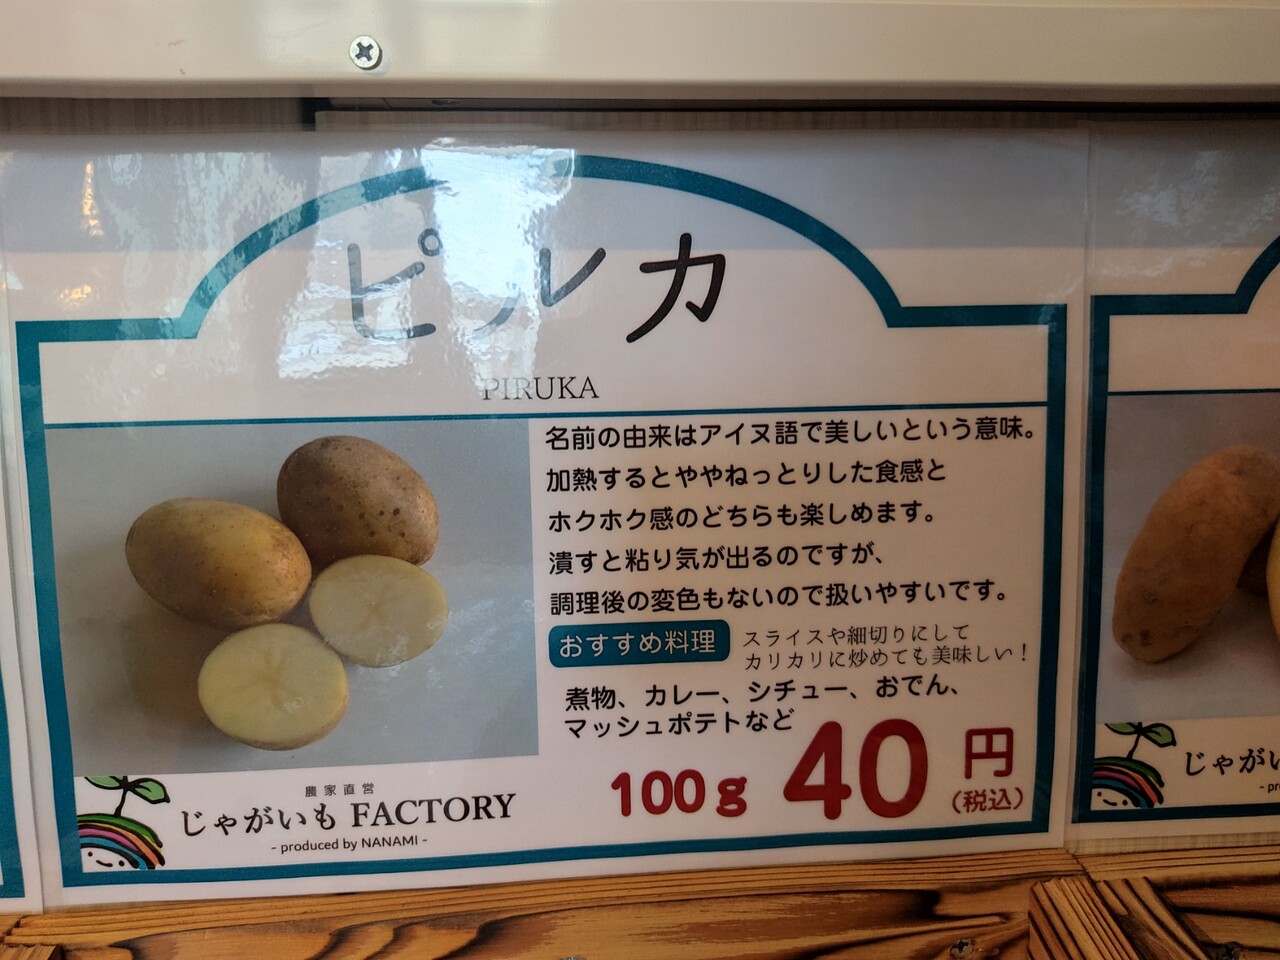 ピルカ
PIRUKA
名前の由来はアイヌ語で美しいという意味。
加熱するとややねっとりした食感と
ホクホク感のどちらも楽しめます。
潰すと粘り気が出るのですが、
調理後の変色もないので扱いやすいです。
おすすめ料理
スライスや細切りにして
カリカリに炒めても美味しい!
煮物、カレー、シチュー、おでん、
マッシュポテトなど
100g 40円
(税込)
農家直営
じゃがいも FACTORY
- produced by NANAMI -
じゃがい
- pr